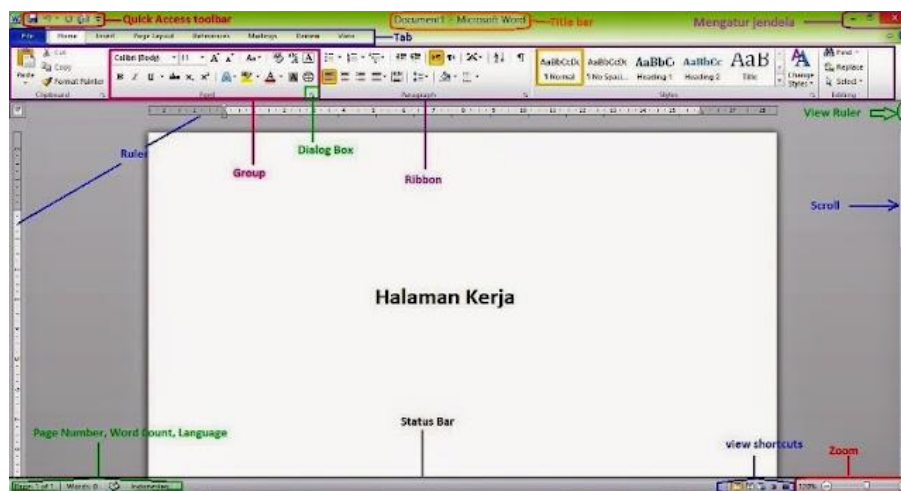 Quick Access toolbar
Document1 - Microsoft Word
Title bar
Mengatur jendela
File Home Insert Page Layout References Mailings Review View
Tab
Paste
Cut
Copy
Format Painter
Clipboard
Calibri (Body) 11
Font
Paragraph
AaBbCcDc AaBbCcDc AaBbC AaBbCc AaB
¶ Normal ¶ No Spaci... Heading 1 Heading 2 Title
Change Styles
Styles
Find
Replace
Select
Editing
View Ruler
Ruler
Dialog Box
Group
Ribbon
Scroll
Halaman Kerja
Status Bar
Page Number, Word Count, Language
view shortcuts
Zoom
Page: 1 of 1 Words: 0 Indonesian
120%